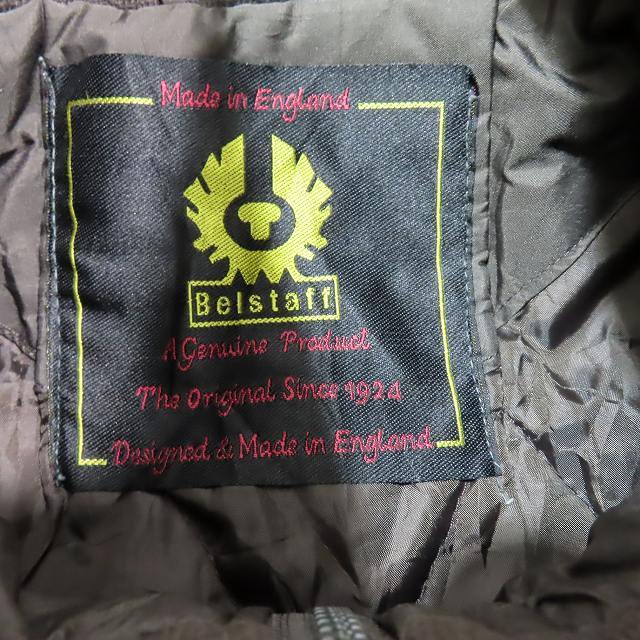 Made in England
Belstaff
A Genuine Product
The Original Since 1924
Designed & Made in England